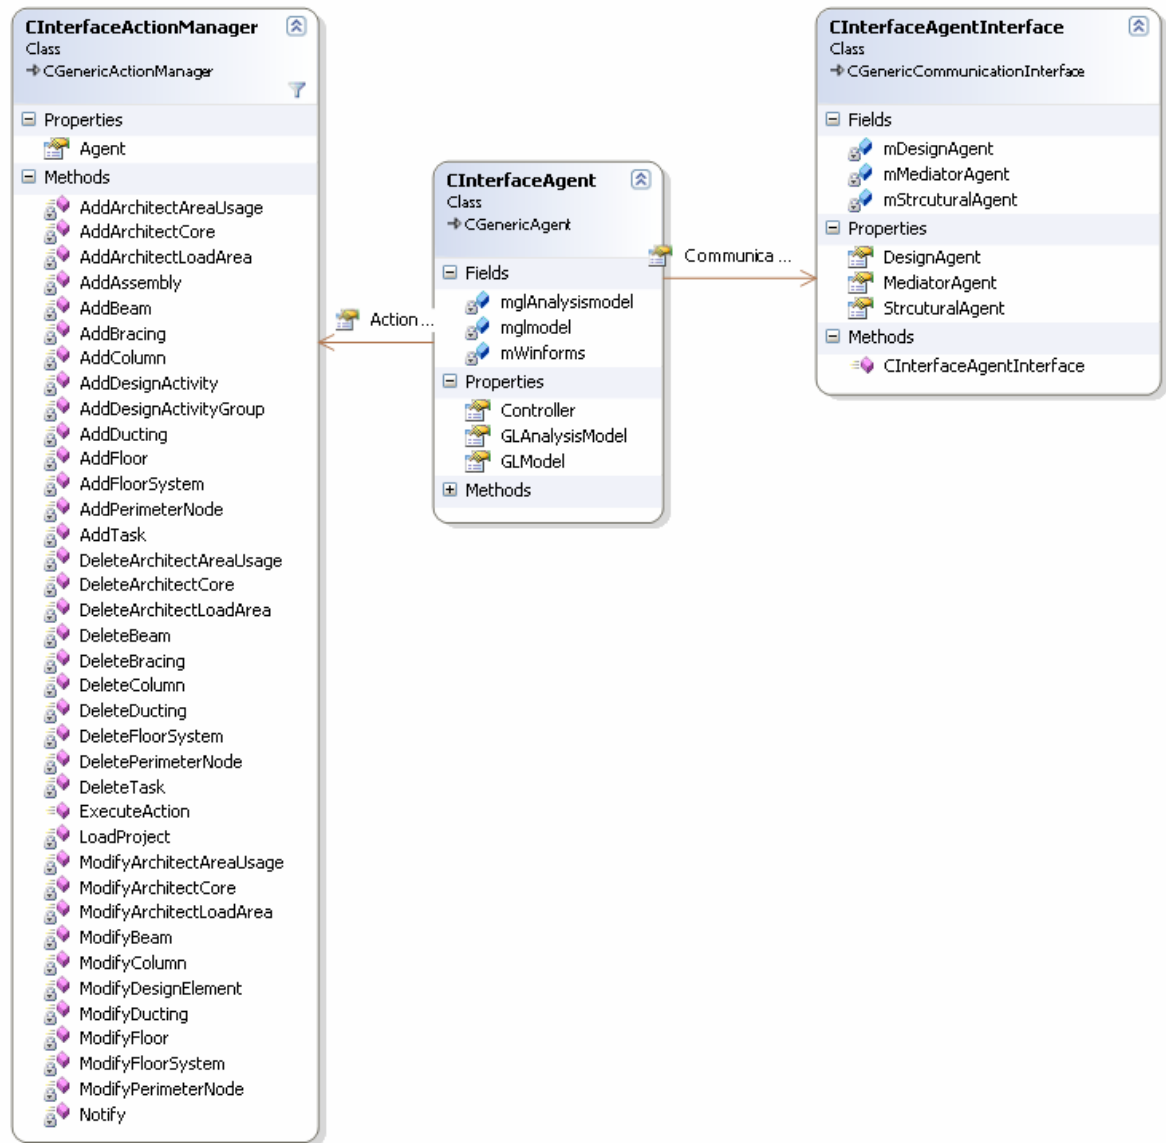 CInterfaceActionManager
Class
CGenericActionManager
Properties
Agent
Methods
AddArchitectAreaUsage
AddArchitectCore
AddArchitectLoadArea
AddAssembly
AddBeam
AddBracing
AddColumn
AddDesignActivity
AddDesignActivityGroup
AddDucting
AddFloor
AddFloorSystem
AddPerimeterNode
AddTask
DeleteArchitectAreaUsage
DeleteArchitectCore
DeleteArchitectLoadArea
DeleteBeam
DeleteBracing
DeleteColumn
DeleteDucting
DeleteFloorSystem
DeletePerimeterNode
DeleteTask
ExecuteAction
LoadProject
ModifyArchitectAreaUsage
ModifyArchitectCore
ModifyArchitectLoadArea
ModifyBeam
ModifyColumn
ModifyDesignElement
ModifyDucting
ModifyFloor
ModifyFloorSystem
ModifyPerimeterNode
Notify
Action ...
CInterfaceAgent
Class
CGenericAgent
Fields
mglAnalysismodel
mglmodel
mWinforms
Properties
Controller
GLAnalysisModel
GLModel
Methods
Communica ...
CInterfaceAgentInterface
Class
CGenericCommunicationInterface
Fields
mDesignAgent
mMediatorAgent
mStrcuturalAgent
Properties
DesignAgent
MediatorAgent
StrcuturalAgent
Methods
CInterfaceAgentInterface